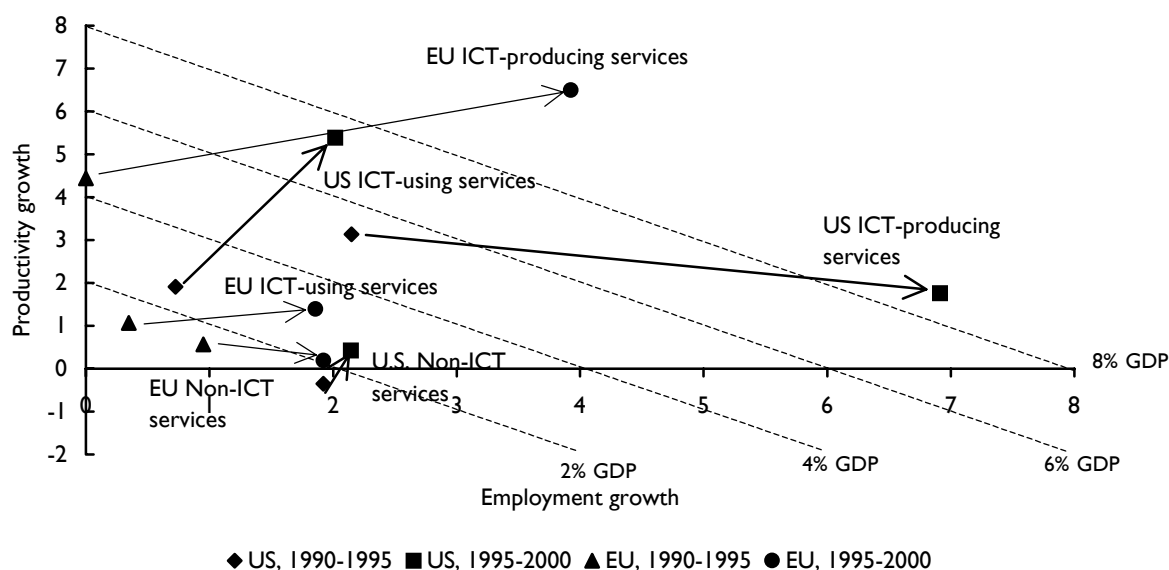 8
7
6
5
4
3
2
1
0
-1
-2
Productivity growth
EU ICT-producing services
US ICT-using services
US ICT-producing
services
EU ICT-using services
U.S. Non-ICT
services
EU Non-ICT
services
8% GDP
0 1 2 3 4 5 6 7 8
2% GDP
4% GDP
6% GDP
Employment growth
US, 1990-1995 US, 1995-2000 EU, 1990-1995 EU, 1995-2000